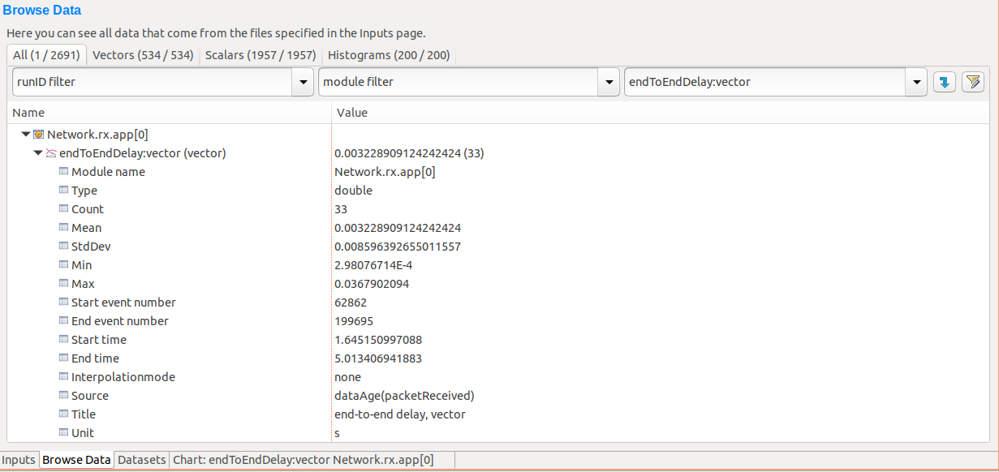 Browse Data
Here you can see all data that come from the files specified in the Inputs page.
All (1 / 2691) Vectors (534 / 534) Scalars (1957 / 1957) Histograms (200 / 200)
runID filter module filter endToEndDelay:vector
Name Value
Network.rx.app[0]
endToEndDelay:vector (vector) 0.003228909124242424 (33)
Module name Network.rx.app[0]
Type double
Count 33
Mean 0.003228909124242424
StdDev 0.008596392655011557
Min 2.98076714E-4
Max 0.0367902094
Start event number 62862
End event number 199695
Start time 1.645150997088
End time 5.013406941883
Interpolationmode none
Source dataAge(packetReceived)
Title end-to-end delay, vector
Unit s
Inputs Browse Data Datasets Chart: endToEndDelay:vector Network.rx.app[0]